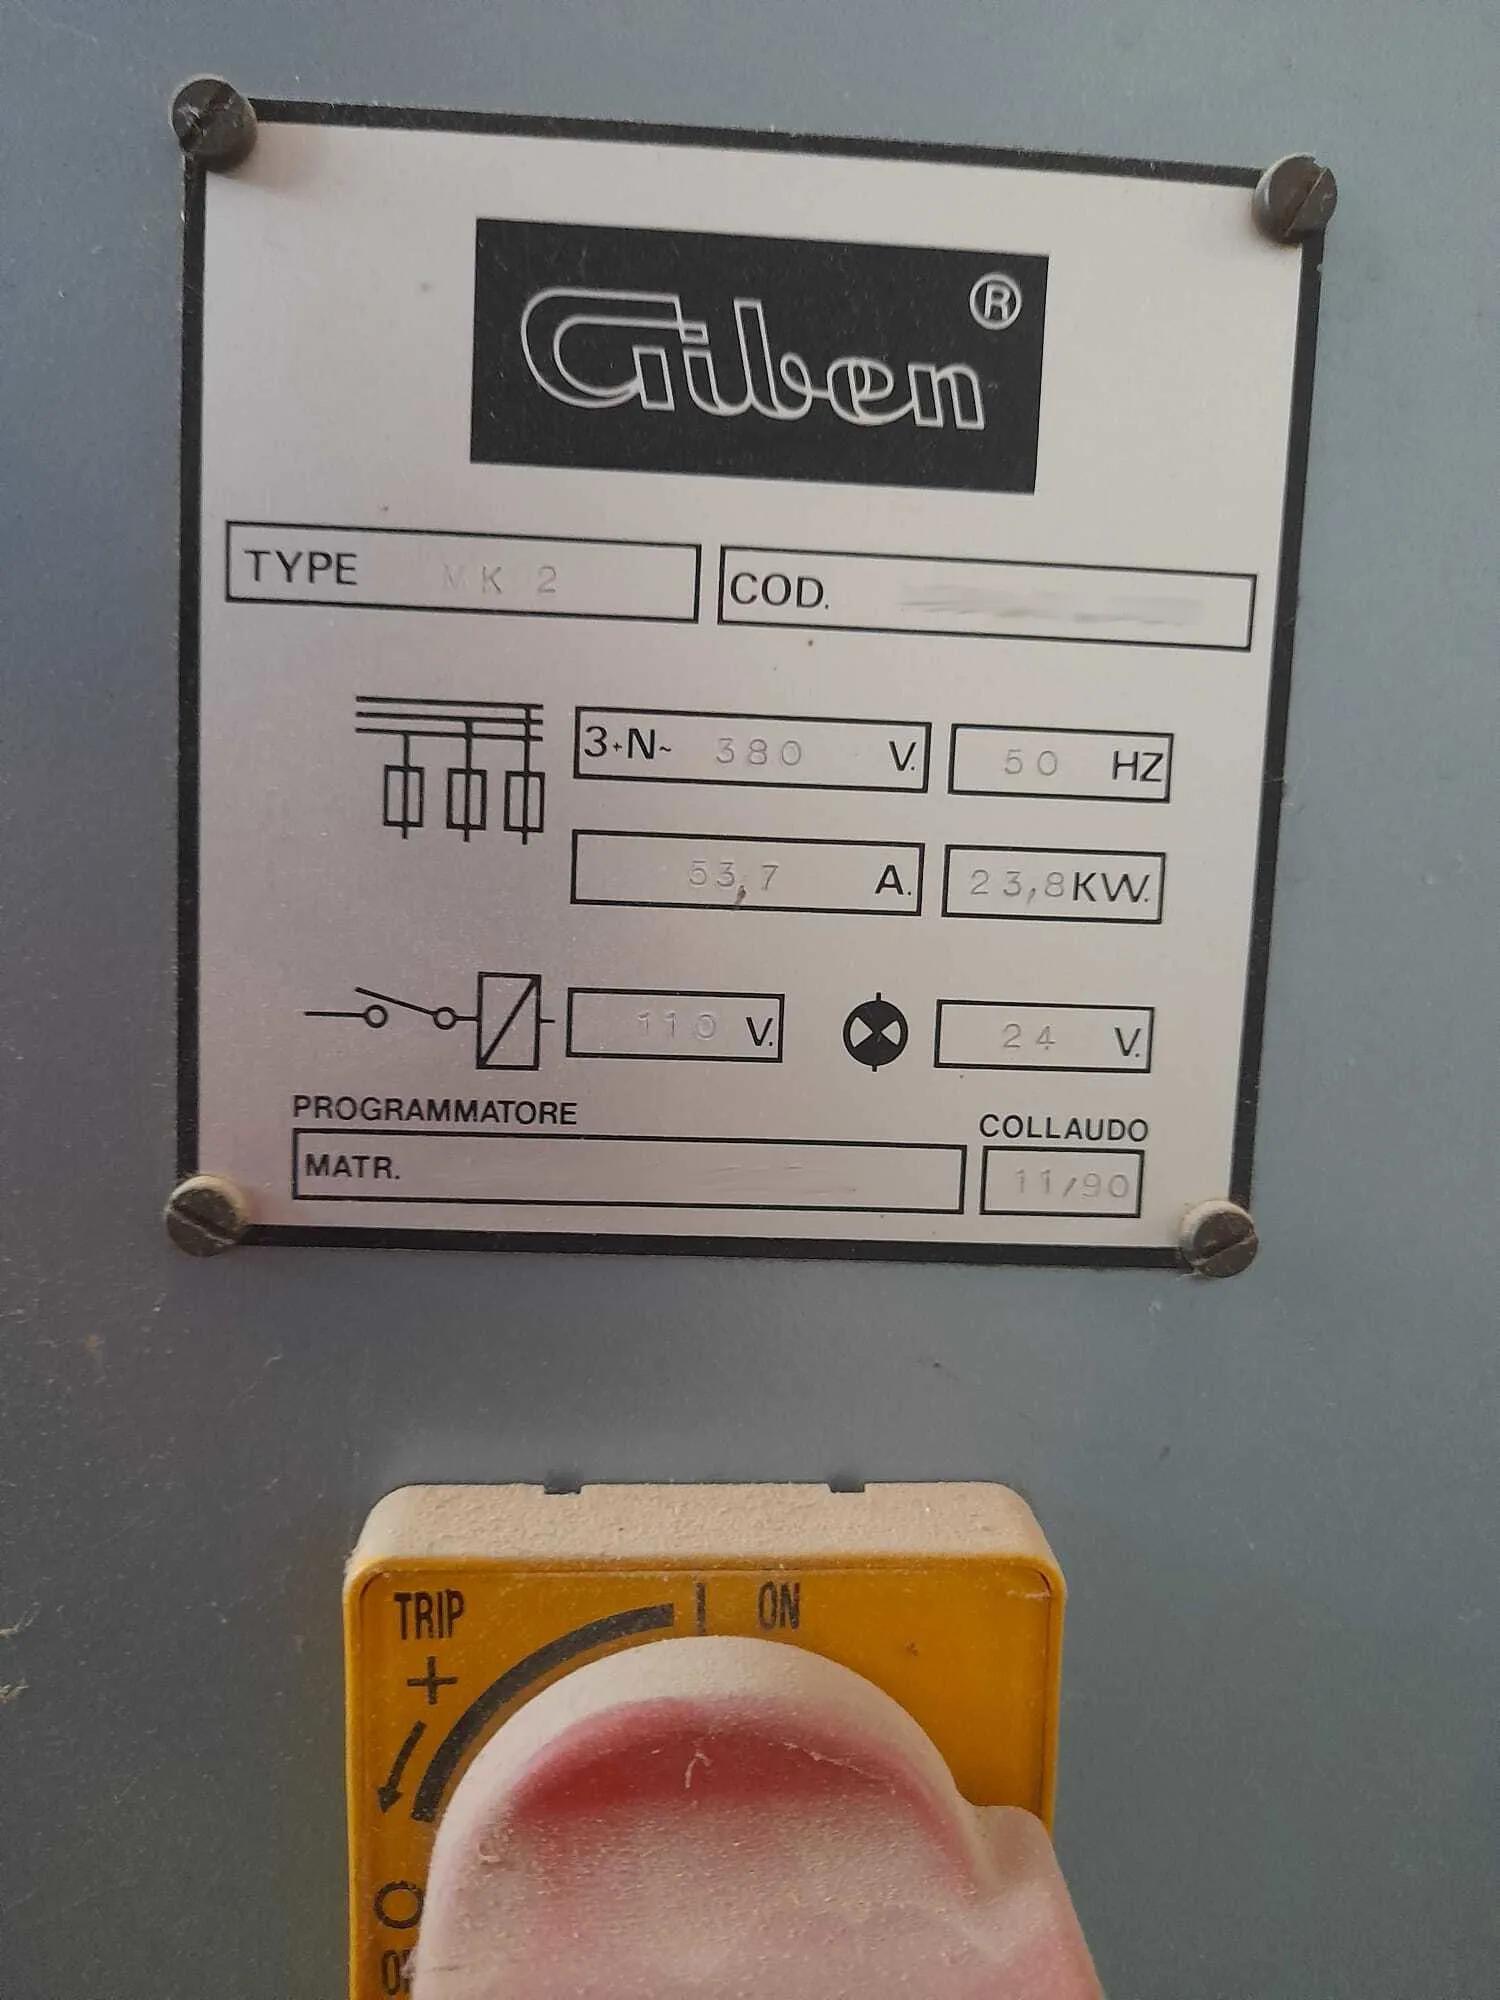 Giben ®
TYPE MK 2
COD.
3+N~ 380 V.
50 HZ
53,7 A.
23,8 KW.
110 V.
24 V.
PROGRAMMATORE
COLLAUDO
MATR.
11/90
TRIP
I ON
+
O